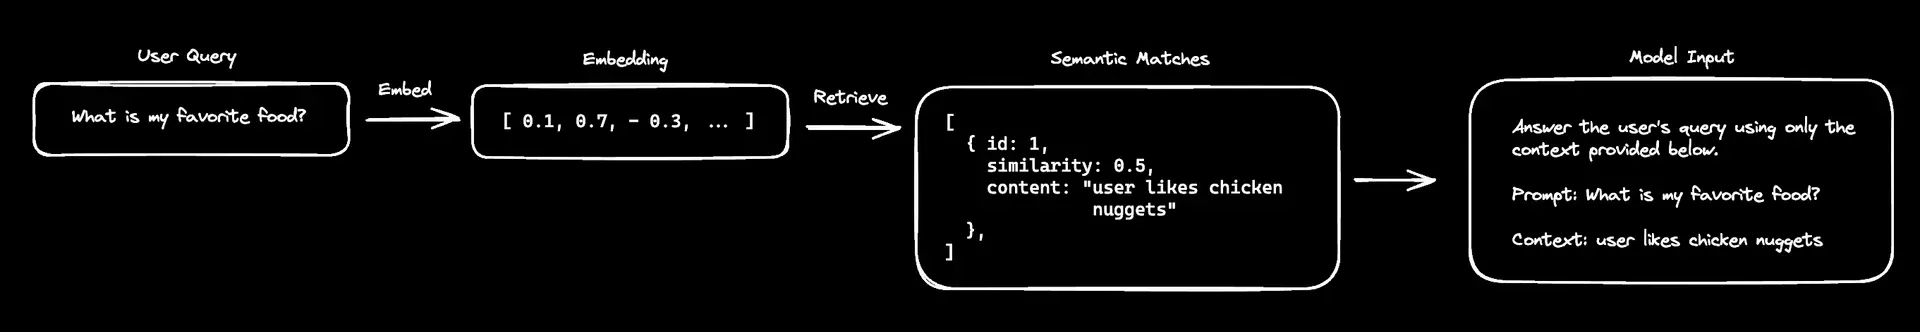 User Query
What is my favorite food?
Embed
Embedding
[ 0.1, 0.7, - 0.3, ... ]
Retrieve
Semantic Matches
[
{ id: 1,
similarity: 0.5,
content: "user likes chicken
nuggets"
},
]
Model Input
Answer the user's query using only the
context provided below.
Prompt: What is my favorite food?
Context: user likes chicken nuggets